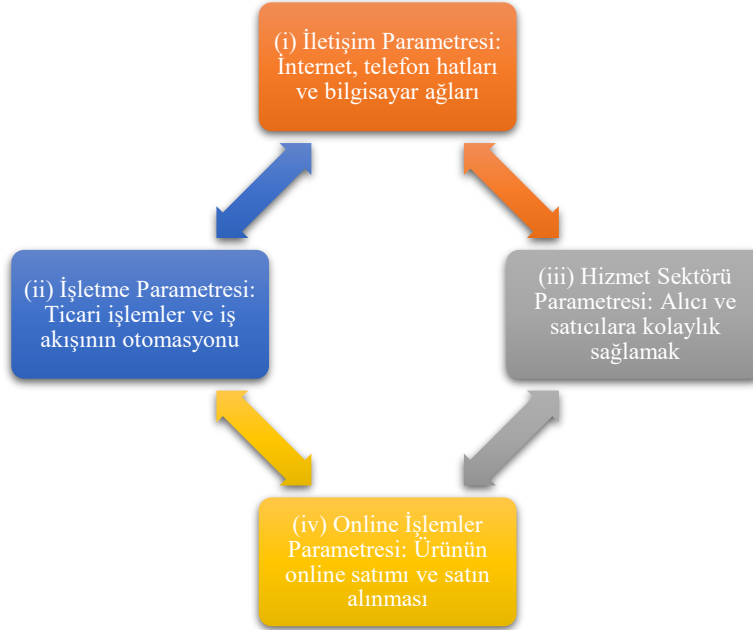 (i) İletişim Parametresi:
İnternet, telefon hatları
ve bilgisayar ağları
(ii) İşletme Parametresi:
Ticari işlemler ve iş
akışının otomasyonu
(iii) Hizmet Sektörü
Parametresi: Alıcı ve
satıcılara kolaylık
sağlamak
(iv) Online İşlemler
Parametresi: Ürünün
online satımı ve satın
alınması